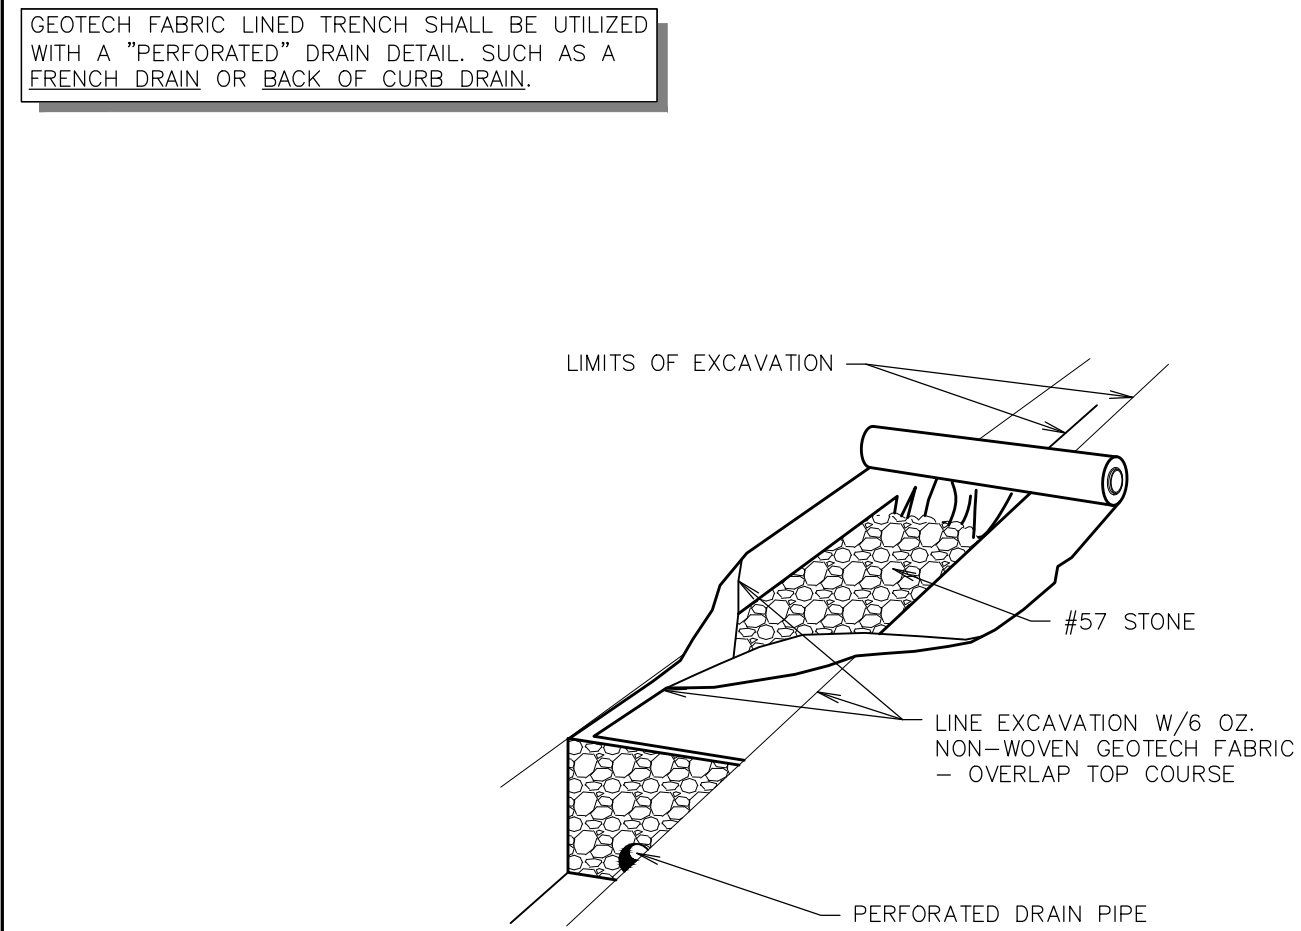 GEOTECH FABRIC LINED TRENCH SHALL BE UTILIZED
WITH A "PERFORATED" DRAIN DETAIL. SUCH AS A
FRENCH DRAIN OR BACK OF CURB DRAIN.
LIMITS OF EXCAVATION
#57 STONE
LINE EXCAVATION W/6 OZ.
NON-WOVEN GEOTECH FABRIC
- OVERLAP TOP COURSE
PERFORATED DRAIN PIPE